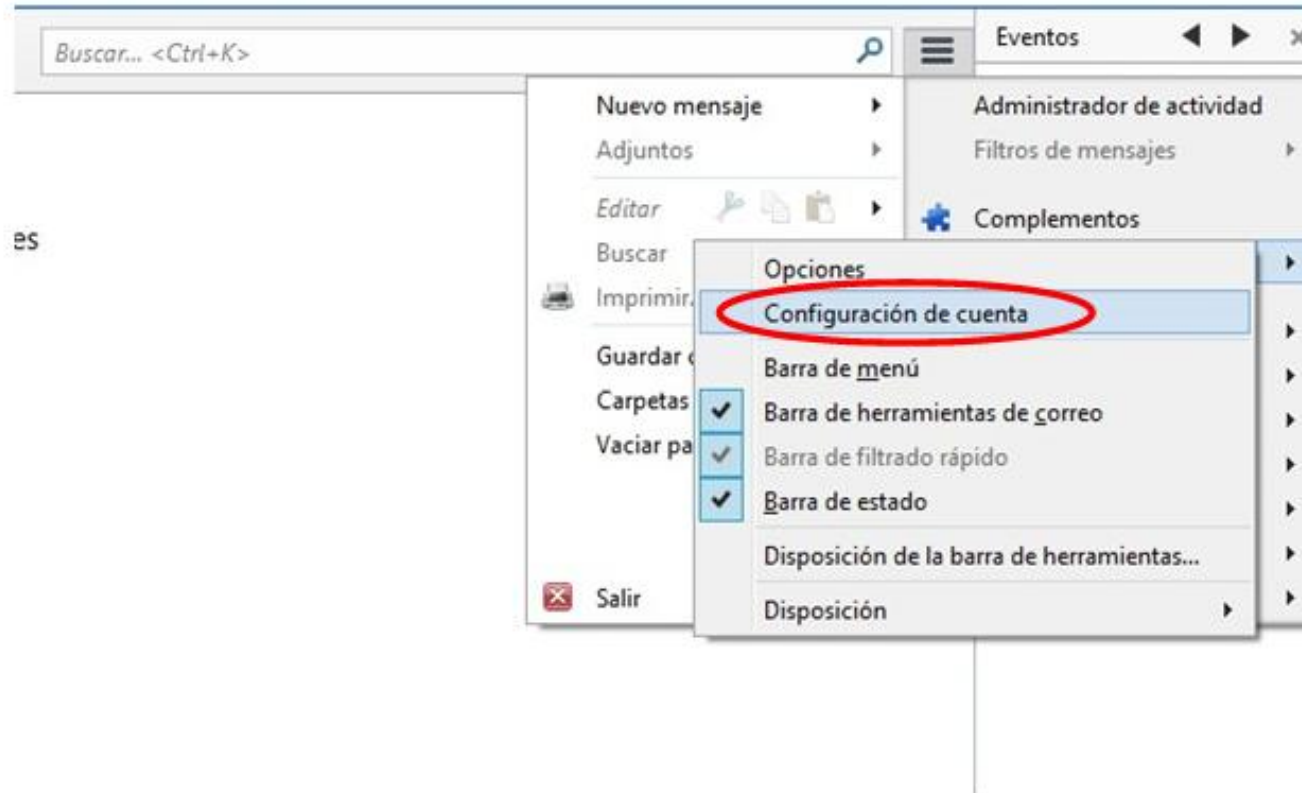 Buscar... <Ctrl+K>
Eventos
Nuevo mensaje
Adjuntos
Editar
Buscar
Imprimir.
Guardar
Carpetas
Vaciar pa
Salir
Administrador de actividad
Filtros de mensajes
Complementos
Opciones
Configuración de cuenta
Barra de menú
Barra de herramientas de correo
Barra de filtrado rápido
Barra de estado
Disposición de la barra de herramientas...
Disposición
es